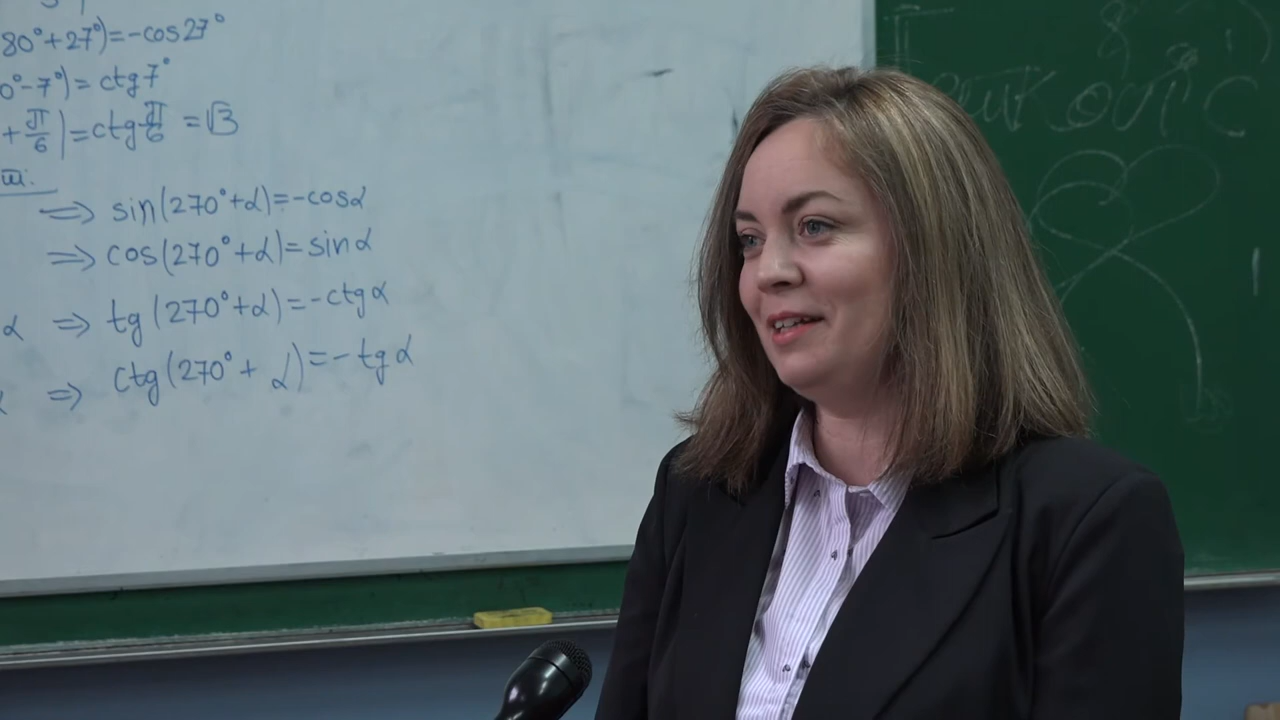 80°+27°)=-cos27°
0°-7°)=ctg7°
+π/6)=ctg π/6 =√3
ш.
=> sin(270°+α)=-cosα
=> cos(270°+α)=sinα
α => tg(270°+α)=-ctgα
=> ctg(270°+α)=-tgα